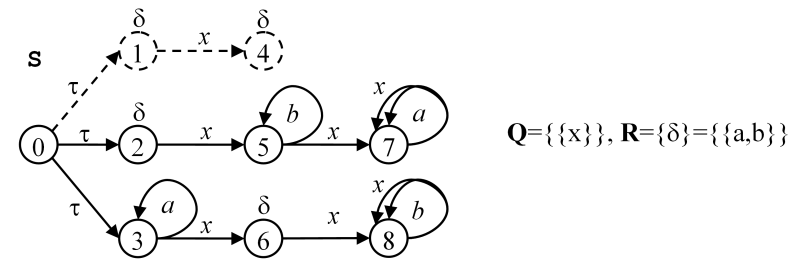 δ δ
S 1 x 4
τ
δ b x a
0 τ 2 x 5 x 7
Q={{x}}, R={δ}={{a,b}}
τ a δ x b
3 x 6 x 8